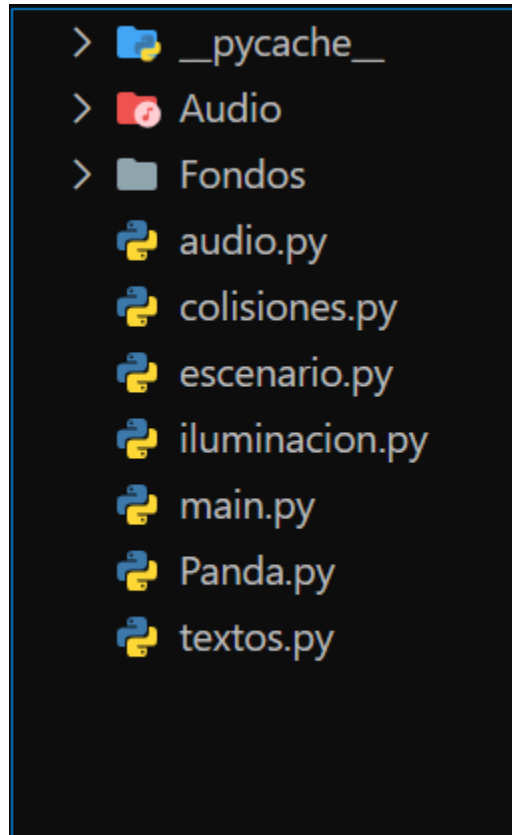 __pycache__
Audio
Fondos
audio.py
colisiones.py
escenario.py
iluminacion.py
main.py
Panda.py
textos.py